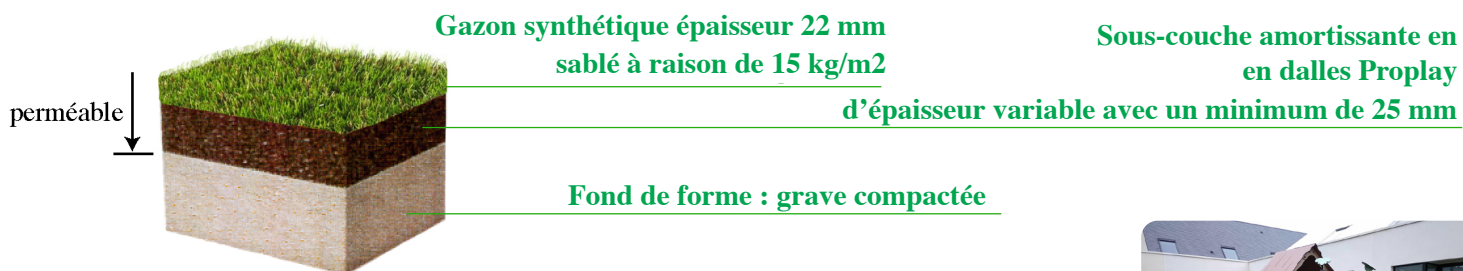 Gazon synthétique épaisseur 22 mm
sablé à raison de 15 kg/m2
Sous-couche amortissante en
en dalles Proplay
d'épaisseur variable avec un minimum de 25 mm
perméable
Fond de forme : grave compactée